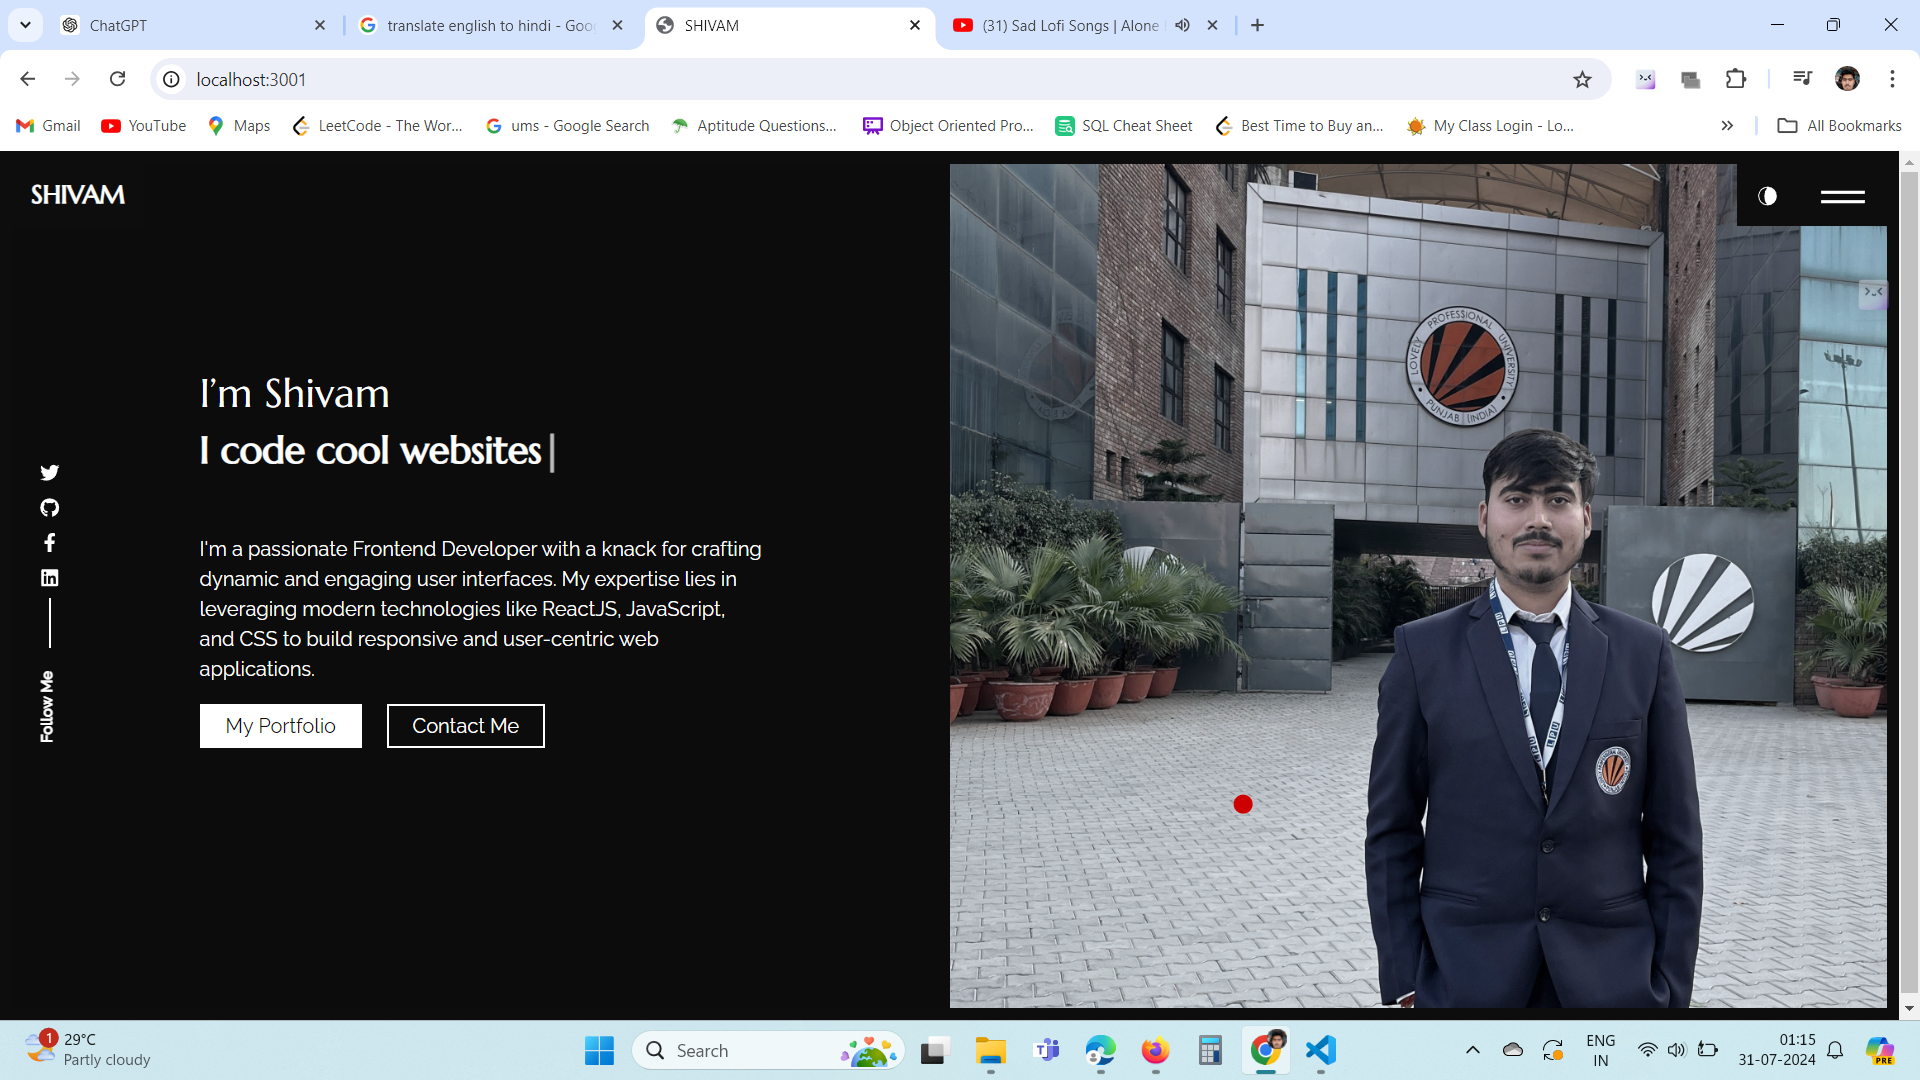 ChatGPT
translate english to hindi - Goo
SHIVAM
(31) Sad Lofi Songs | Alone
localhost:3001
Gmail
YouTube
Maps
LeetCode - The Wor...
ums - Google Search
Aptitude Questions...
Object Oriented Pro...
SQL Cheat Sheet
Best Time to Buy an...
My Class Login - Lo...
All Bookmarks
SHIVAM
I'm Shivam
I code cool websites
I'm a passionate Frontend Developer with a knack for crafting
dynamic and engaging user interfaces. My expertise lies in
leveraging modern technologies like ReactJS, JavaScript,
and CSS to build responsive and user-centric web
applications.
My Portfolio
Contact Me
Follow Me
LOVELY PROFESSIONAL UNIVERSITY
PUNJAB (INDIA)
LPU
1
29°C
Partly cloudy
Search
PRE
ENG
IN
01:15
31-07-2024